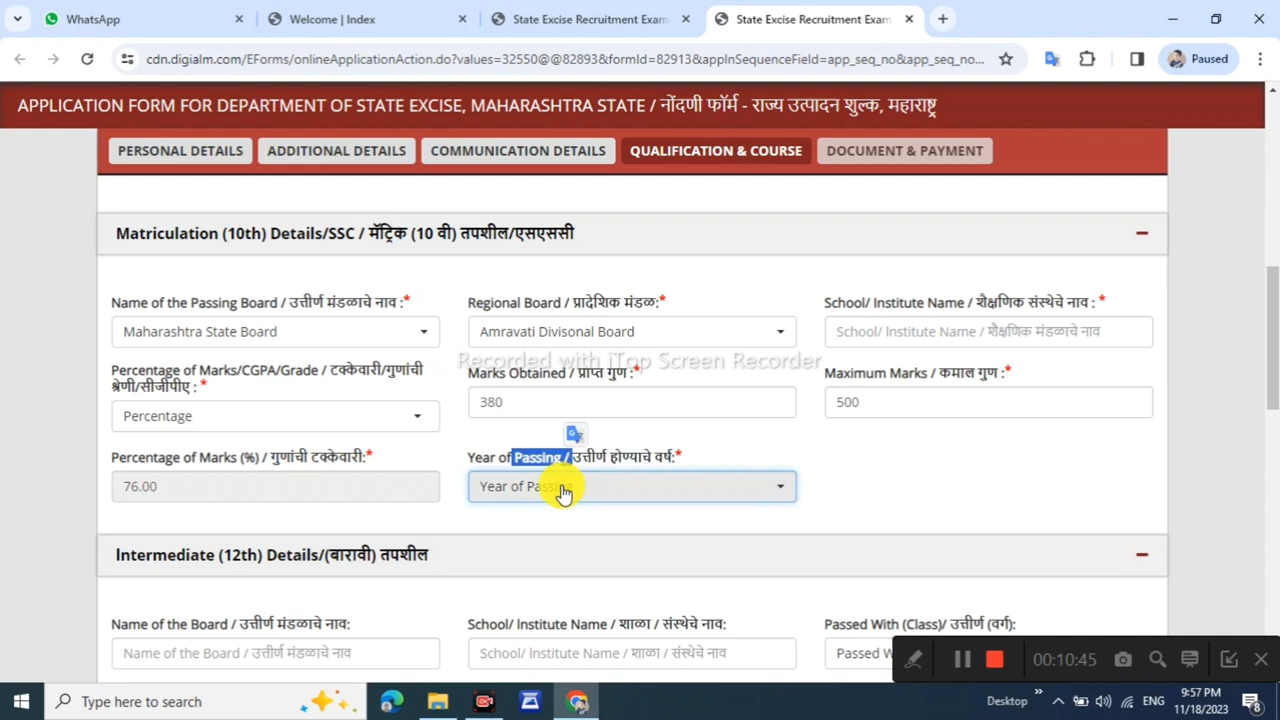 WhatsApp
Welcome | Index
State Excise Recruitment Exam
State Excise Recruitment Exam
cdn.digialm.com/EForms/onlineApplicationAction.do?values=32550@@82893&formId=82913&appInSequenceField=app_seq_no&app_seq_no...
Paused
APPLICATION FORM FOR DEPARTMENT OF STATE EXCISE, MAHARASHTRA STATE / नोंदणी फॉर्म - राज्य उत्पादन शुल्क, महाराष्ट्र
PERSONAL DETAILS ADDITIONAL DETAILS COMMUNICATION DETAILS QUALIFICATION & COURSE DOCUMENT & PAYMENT
Matriculation (10th) Details/SSC / मॅट्रिक (10 वी) तपशील/एसएससी
Name of the Passing Board / उत्तीर्ण मंडळाचे नाव :*
Regional Board / प्रादेशिक मंडळ:*
School/ Institute Name / शैक्षणिक संस्थेचे नाव : *
Maharashtra State Board
Amravati Divisonal Board
School/ Institute Name / शैक्षणिक मंडळाचे नाव
Recorded with iTop Screen Recorder
Percentage of Marks/CGPA/Grade / टक्केवारी/गुणांची
श्रेणी/सीजीपीए : *
Marks Obtained / प्राप्त गुण :*
Maximum Marks / कमाल गुण :*
Percentage
380
500
Percentage of Marks (%) / गुणांची टक्केवारी:*
Year of Passing / उत्तीर्ण होण्याचे वर्ष:*
76.00
Year of Passing
Intermediate (12th) Details/(बारावी) तपशील
Name of the Board / उत्तीर्ण मंडळाचे नाव:
School/ Institute Name / शाळा / संस्थेचे नाव:
Passed With (Class)/ उत्तीर्ण (वर्ग):
Name of the Board / उत्तीर्ण मंडळाचे नाव
School/ Institute Name / शाळा / संस्थेचे नाव
Passed W
00:10:45
Type here to search
Desktop
ENG
9:57 PM
11/18/2023
8